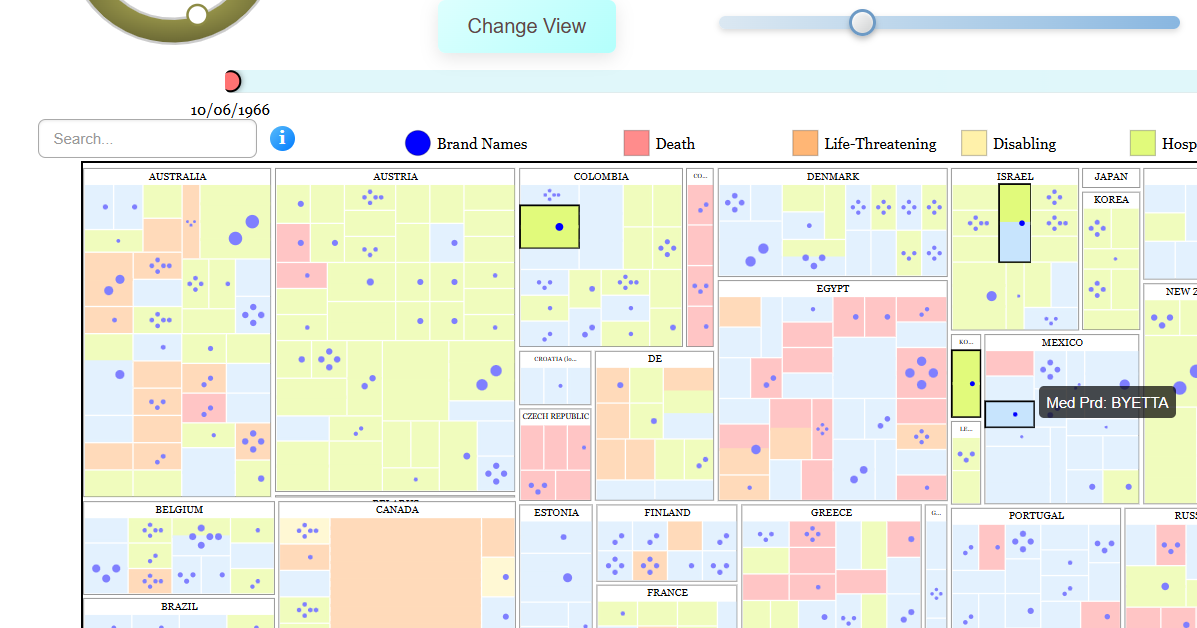 Change View
10/06/1966
Search...
i
Brand Names
Death
Life-Threatening
Disabling
Hosp
AUSTRALIA
AUSTRIA
COLOMBIA
CO...
DENMARK
ISRAEL
JAPAN
KOREA
EGYPT
NEW Z
KO...
MEXICO
CROATIA (lo...
DE
Med Prd: BYETTA
CZECH REPUBLIC
LE...
BELARUS
BELGIUM
CANADA
ESTONIA
FINLAND
GREECE
G...
PORTUGAL
RUSS
FRANCE
BRAZIL